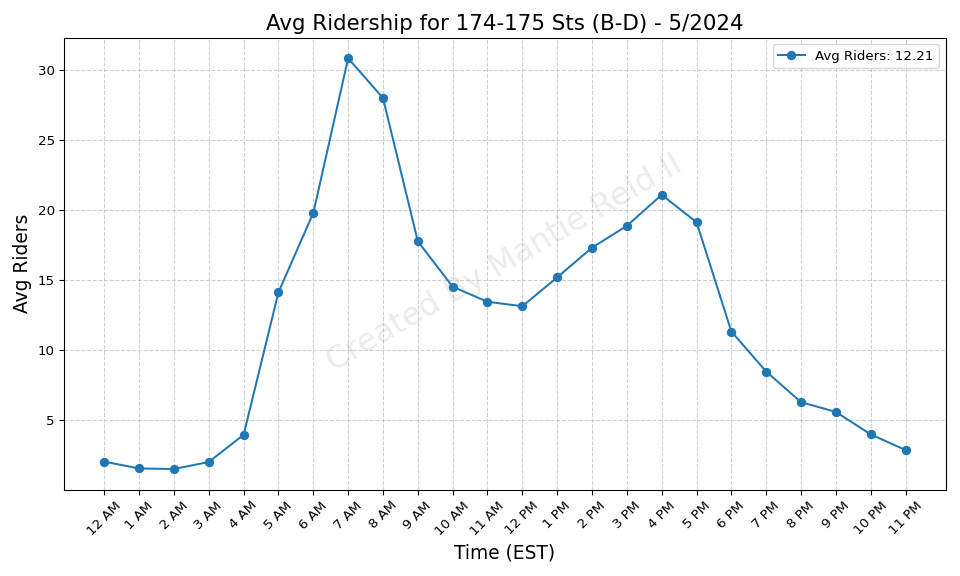 Avg Ridership for 174-175 Sts (B-D) - 5/2024
Avg Riders: 12.21
30
25
20
15
10
5
Avg Riders
Created By Mantie Reid II
12 AM
1 AM
2 AM
3 AM
4 AM
5 AM
6 AM
7 AM
8 AM
9 AM
10 AM
11 AM
12 PM
1 PM
2 PM
3 PM
4 PM
5 PM
6 PM
7 PM
8 PM
9 PM
10 PM
11 PM
Time (EST)